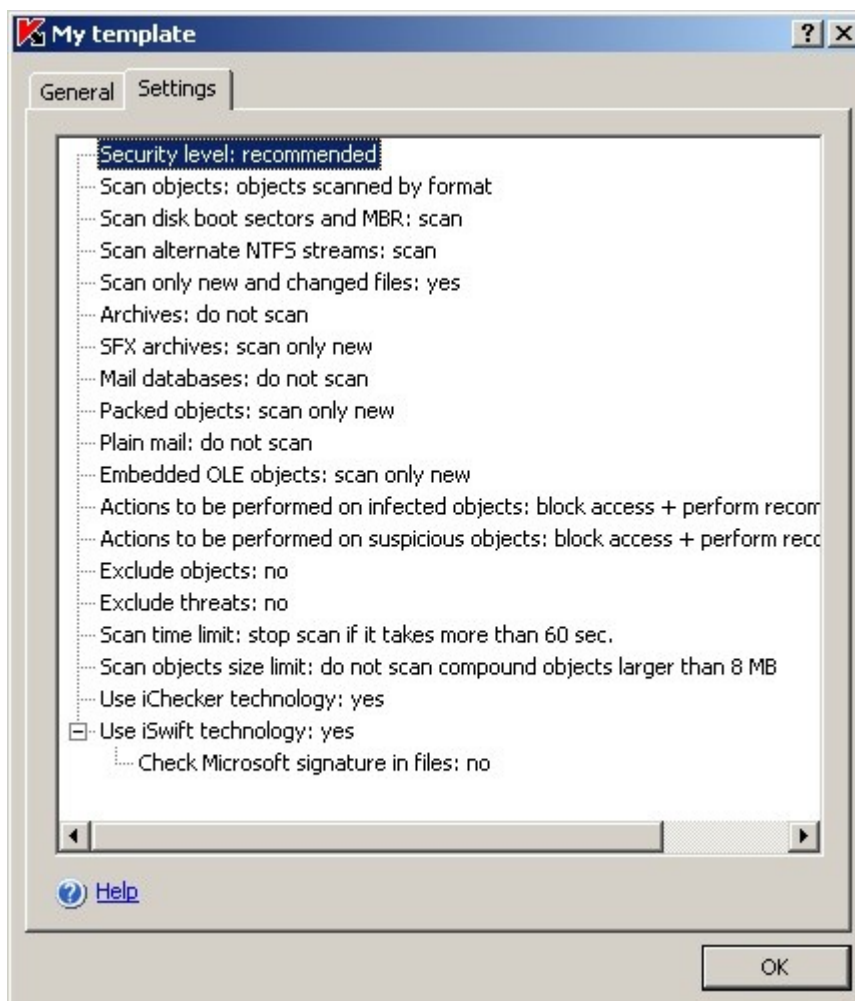 My template
General Settings
Security level: recommended
Scan objects: objects scanned by format
Scan disk boot sectors and MBR: scan
Scan alternate NTFS streams: scan
Scan only new and changed files: yes
Archives: do not scan
SFX archives: scan only new
Mail databases: do not scan
Packed objects: scan only new
Plain mail: do not scan
Embedded OLE objects: scan only new
Actions to be performed on infected objects: block access + perform recom
Actions to be performed on suspicious objects: block access + perform reco
Exclude objects: no
Exclude threats: no
Scan time limit: stop scan if it takes more than 60 sec.
Scan objects size limit: do not scan compound objects larger than 8 MB
Use iChecker technology: yes
Use iSwift technology: yes
Check Microsoft signature in files: no
Help
OK